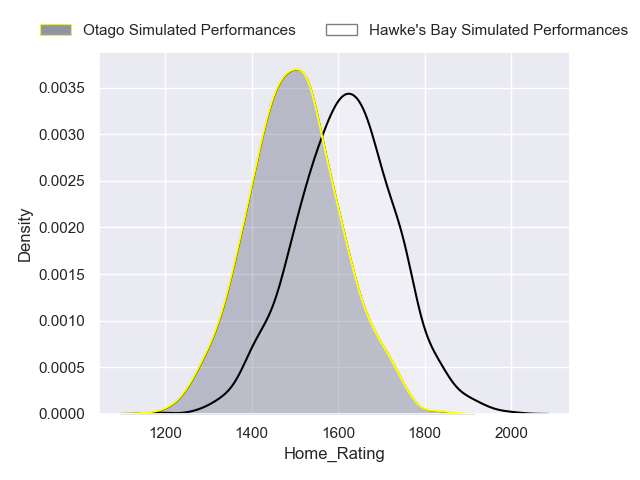 Otago Simulated Performances
Hawke's Bay Simulated Performances
0.0035
0.0030
0.0025
0.0020
0.0015
0.0010
0.0005
0.0000
Density
1200 1400 1600 1800 2000
Home_Rating